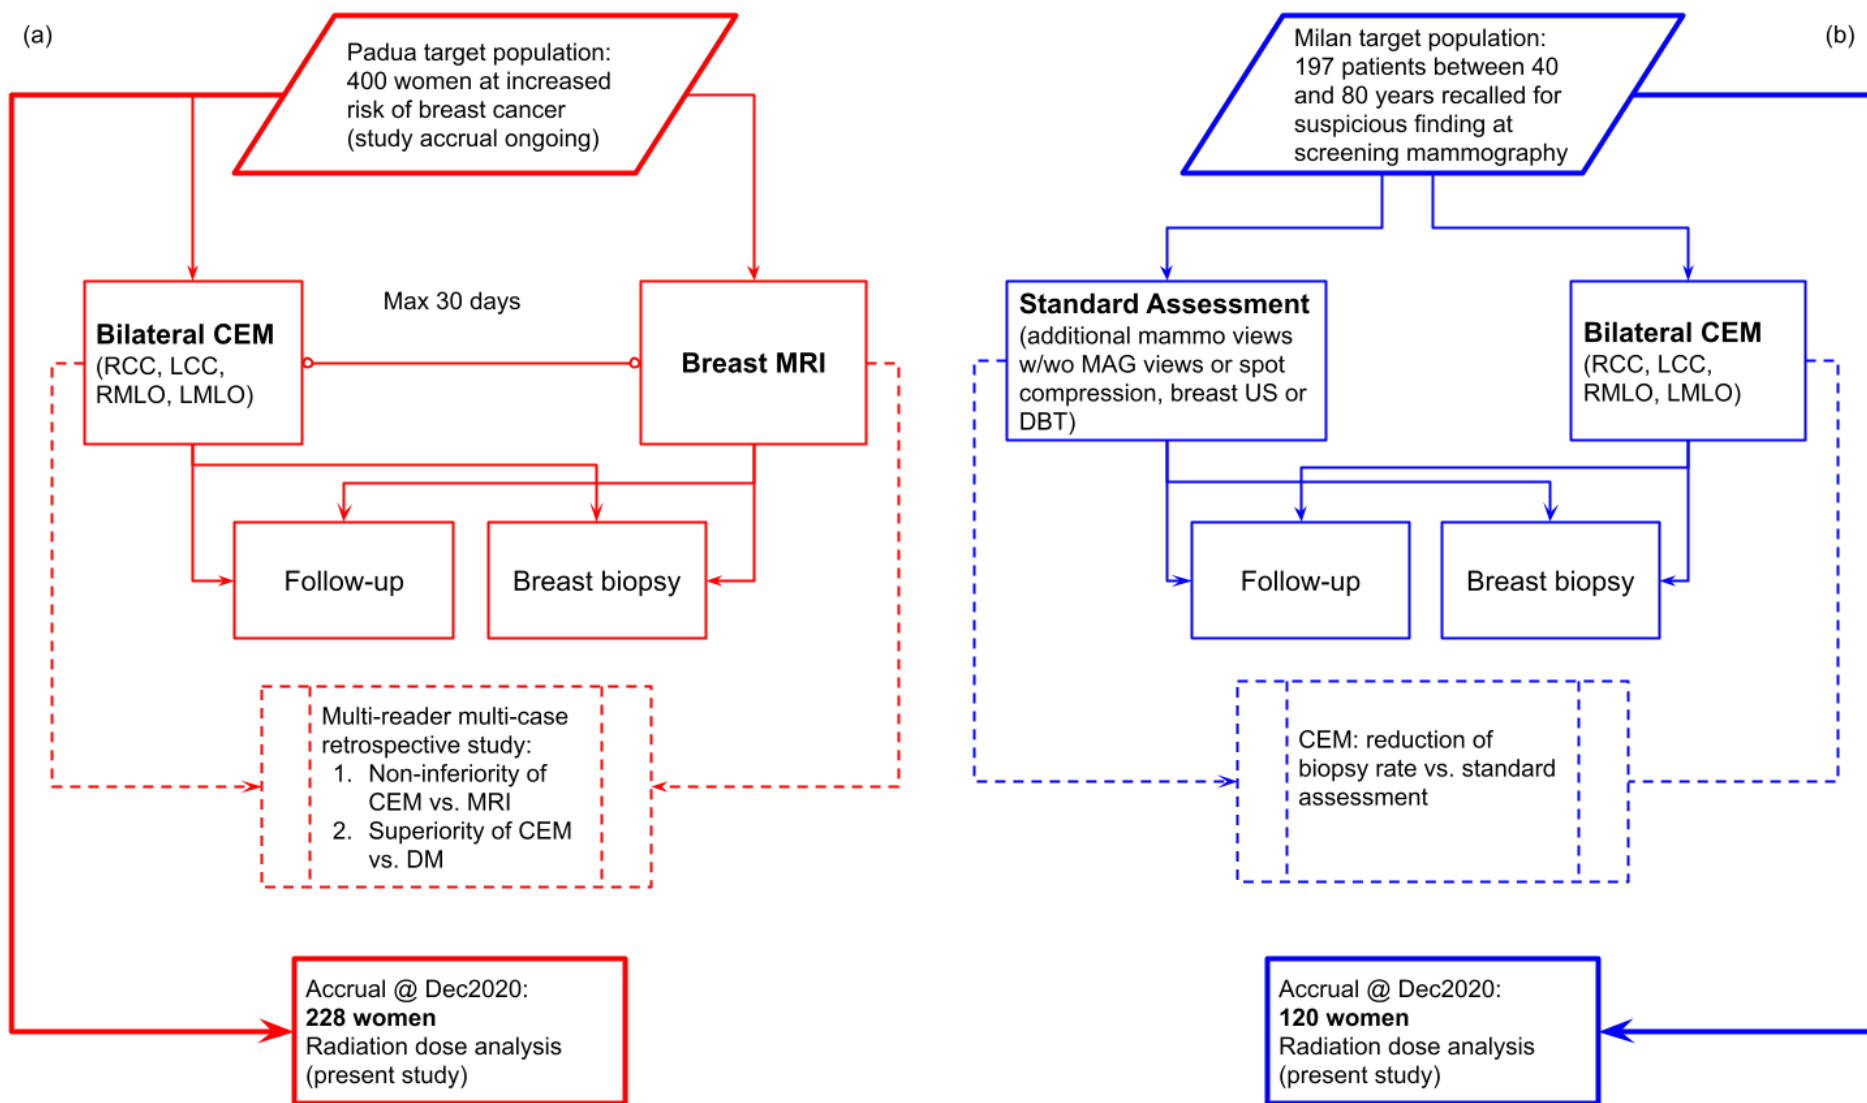 (a)
Padua target population:
400 women at increased
risk of breast cancer
(study accrual ongoing)
Bilateral CEM
(RCC, LCC,
RMLO, LMLO)
Max 30 days
Breast MRI
Follow-up
Breast biopsy
Multi-reader multi-case
retrospective study:
1. Non-inferiority of
CEM vs. MRI
2. Superiority of CEM
vs. DM
Accrual @ Dec2020:
228 women
Radiation dose analysis
(present study)
(b)
Milan target population:
197 patients between 40
and 80 years recalled for
suspicious finding at
screening mammography
Standard Assessment
(additional mammo views
w/wo MAG views or spot
compression, breast US or
DBT)
Bilateral CEM
(RCC, LCC,
RMLO, LMLO)
Follow-up
Breast biopsy
CEM: reduction of
biopsy rate vs. standard
assessment
Accrual @ Dec2020:
120 women
Radiation dose analysis
(present study)